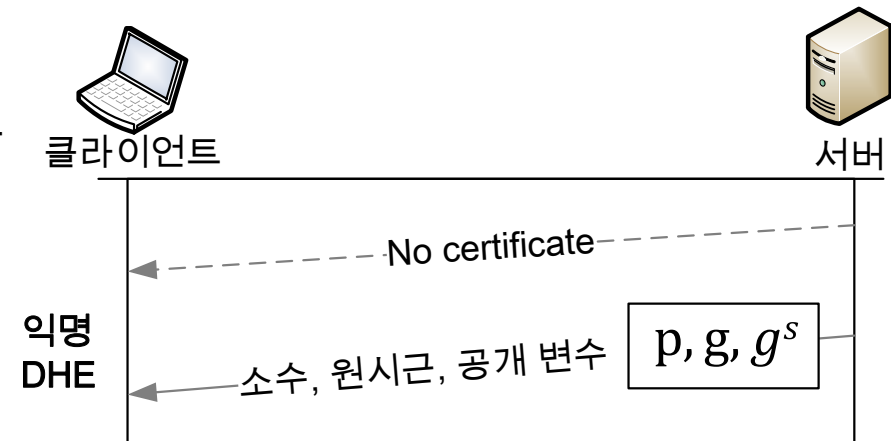 클라이언트
서버
No certificate
익명
DHE
소수, 원시근, 공개 변수
p, g, gˢ